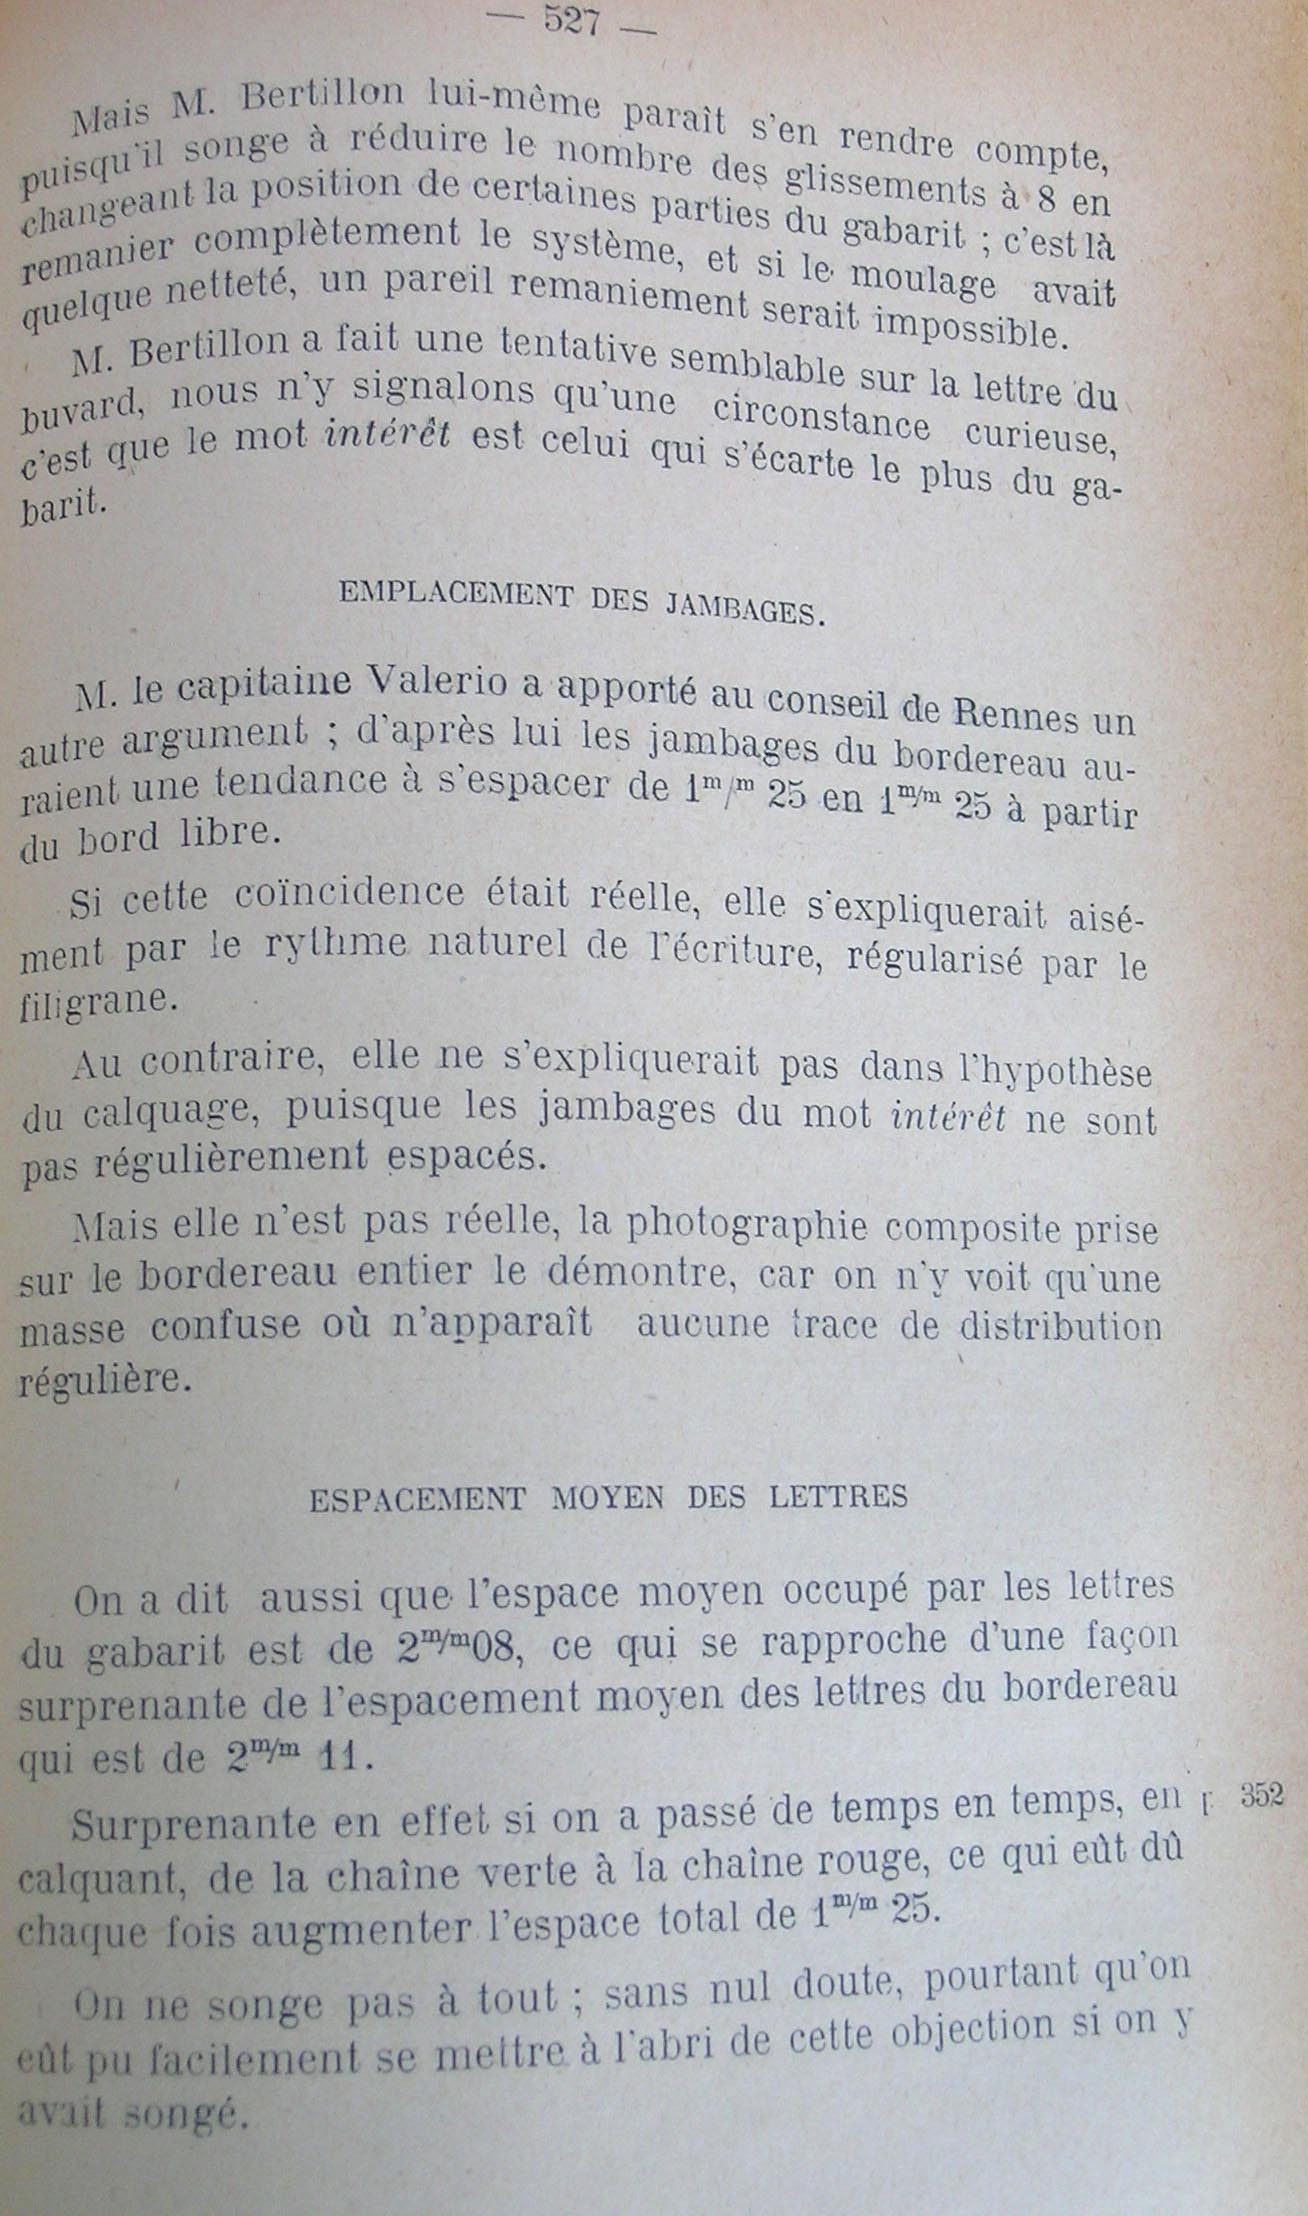 — 527 —
Mais M. Bertillon lui-même paraît s'en rendre compte,
puisqu'il songe à réduire le nombre des glissements à 8 en
changeant la position de certaines parties du gabarit ; c'est là
remanier complètement le système, et si le moulage avait
quelque netteté, un pareil remaniement serait impossible.
M. Bertillon a fait une tentative semblable sur la lettre du
buvard, nous n'y signalons qu'une circonstance curieuse,
c'est que le mot intérêt est celui qui s'écarte le plus du ga-
barit.
EMPLACEMENT DES JAMBAGES.
M. le capitaine Valerio a apporté au conseil de Rennes un
autre argument ; d'après lui les jambages du bordereau au-
raient une tendance à s'espacer de 1m/m 25 en 1m/m 25 à partir
du bord libre.
Si cette coïncidence était réelle, elle s'expliquerait aisé-
ment par le rythme naturel de l'écriture, régularisé par le
filigrane.
Au contraire, elle ne s'expliquerait pas dans l'hypothèse
du calquage, puisque les jambages du mot intérêt ne sont
pas régulièrement espacés.
Mais elle n'est pas réelle, la photographie composite prise
sur le bordereau entier le démontre, car on n'y voit qu'une
masse confuse où n'apparaît aucune trace de distribution
régulière.
ESPACEMENT MOYEN DES LETTRES
On a dit aussi que l'espace moyen occupé par les lettres
du gabarit est de 2m/m08, ce qui se rapproche d'une façon
surprenante de l'espacement moyen des lettres du bordereau
qui est de 2m/m 11.
Surprenante en effet si on a passé de temps en temps, en p. 352
calquant, de la chaîne verte à la chaîne rouge, ce qui eût dû
chaque fois augmenter l'espace total de 1m/m 25.
On ne songe pas à tout ; sans nul doute, pourtant qu'on
eût pu facilement se mettre à l'abri de cette objection si on y
avait songé.